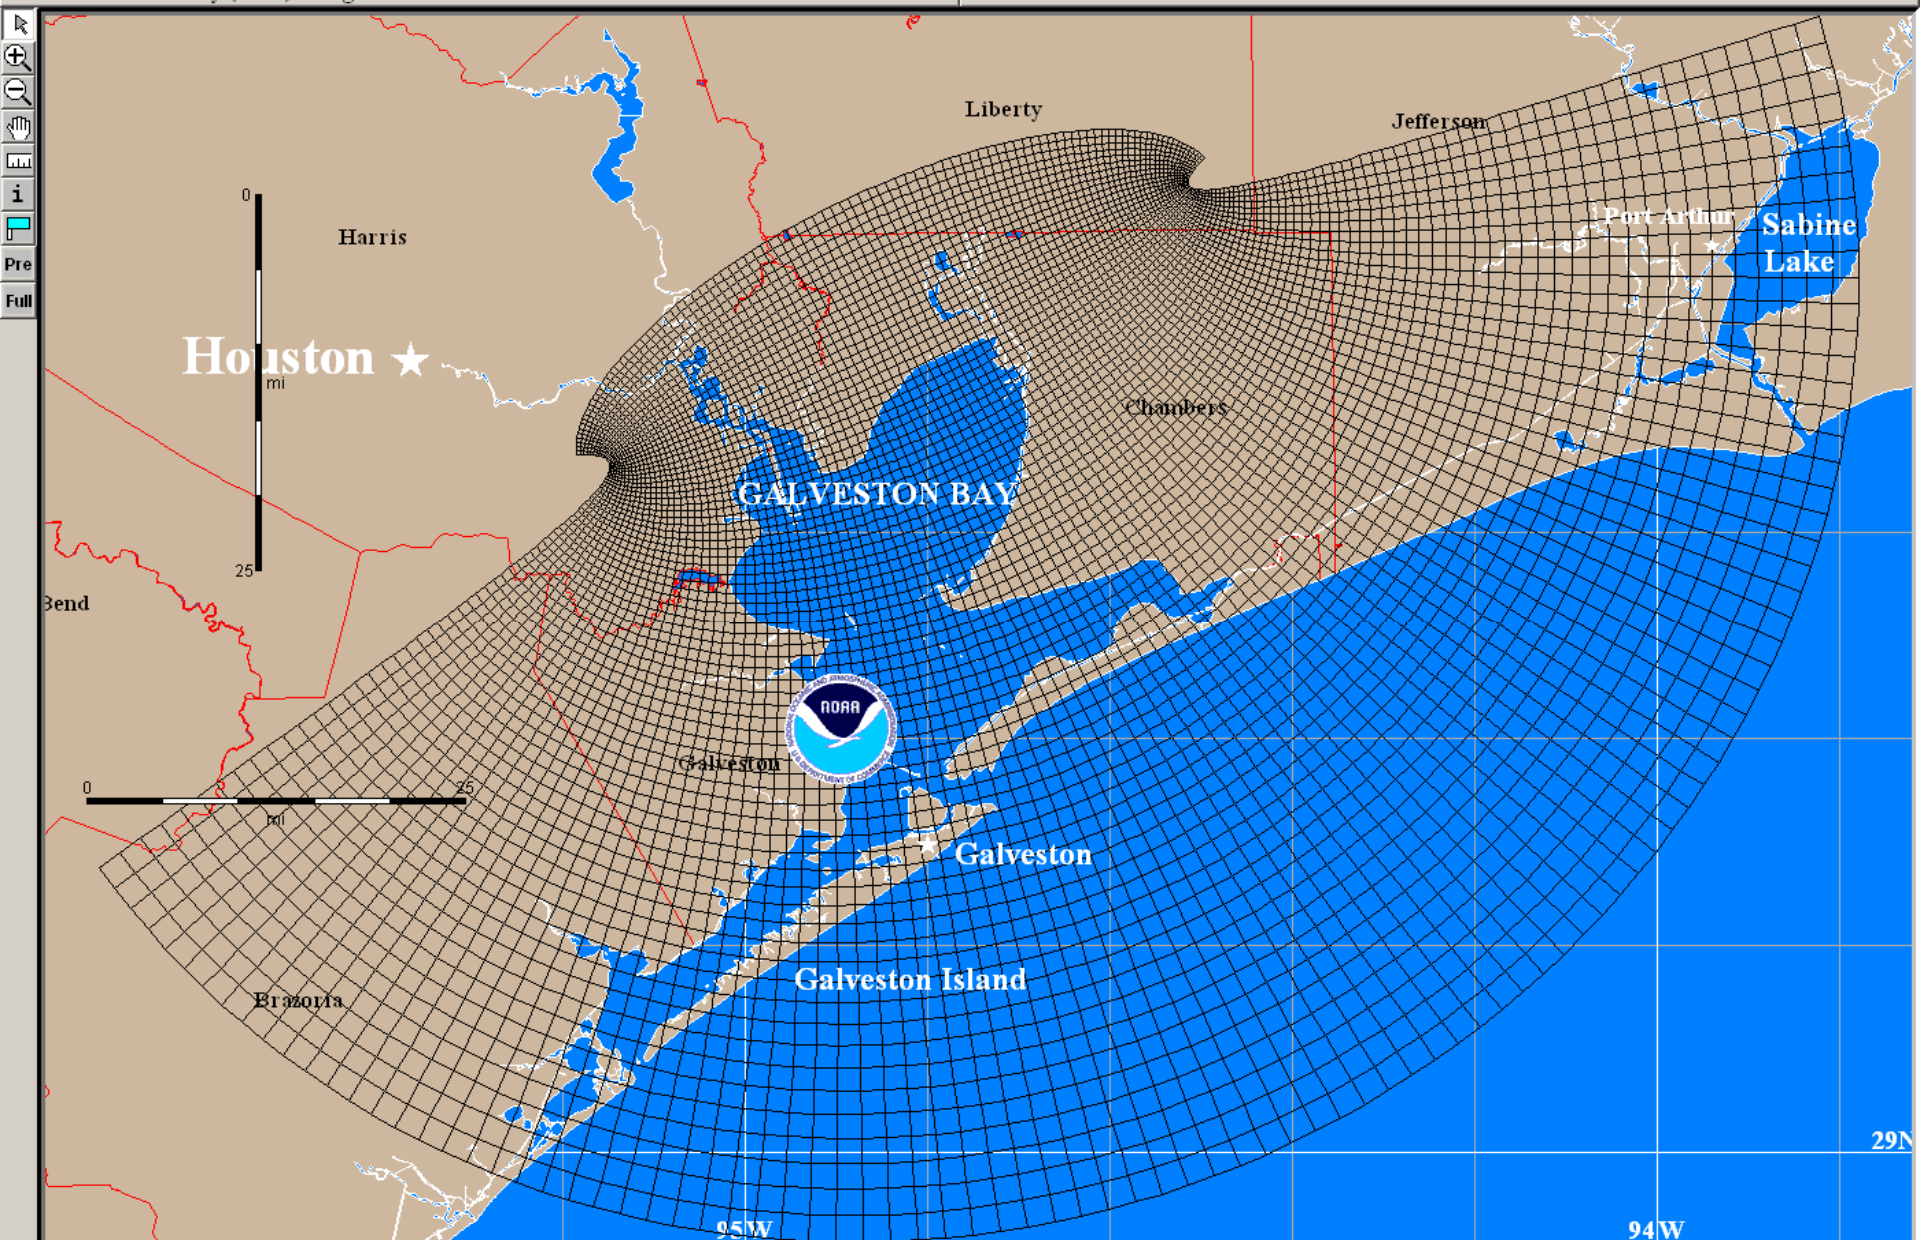 Liberty
Jefferson
0
Port Arthur
Sabine
Lake
Harris
i
Pre
Full
Houston
mi
Chambers
GALVESTON BAY
25
Bend
NOAA
Galveston
0
25
mi
Galveston
Galveston Island
Brazoria
29N
95W
94W